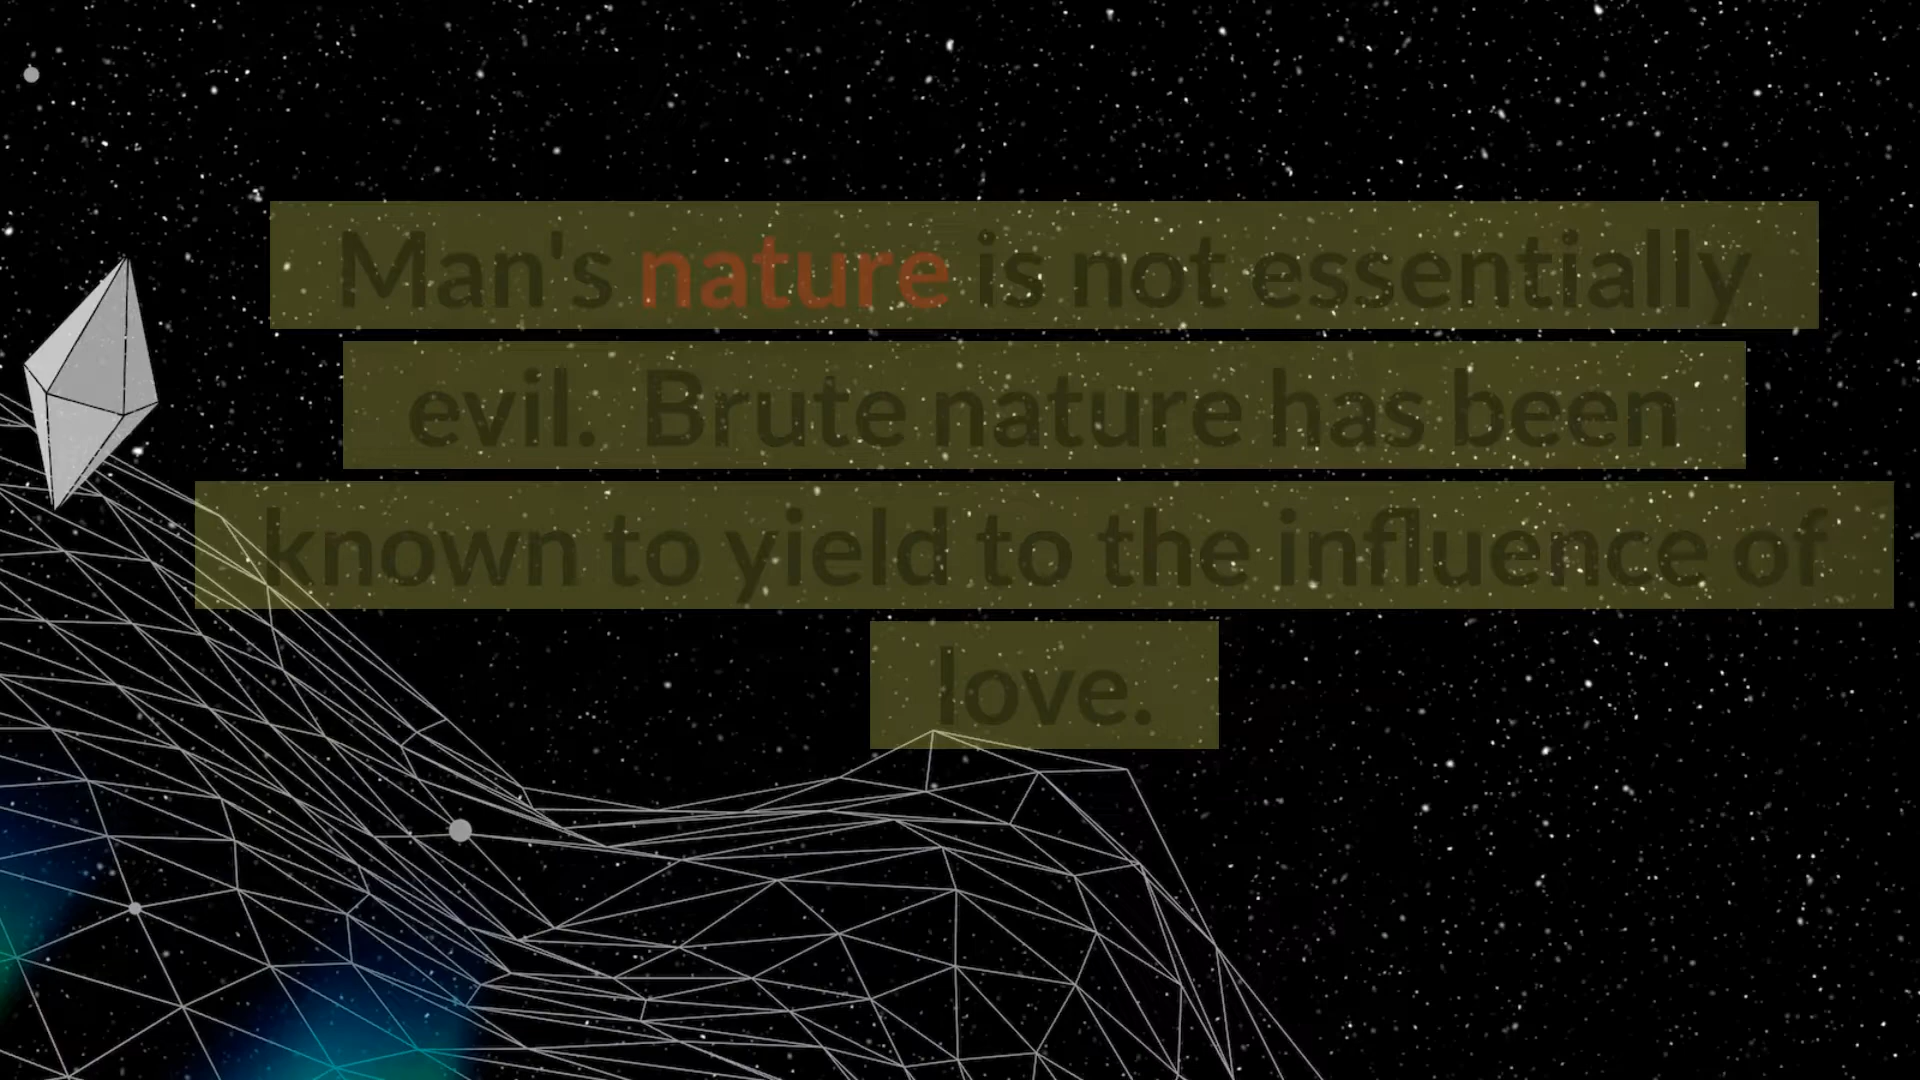 Man's nature is not essentially
evil. Brute nature has been
known to yield to the influence of
love.